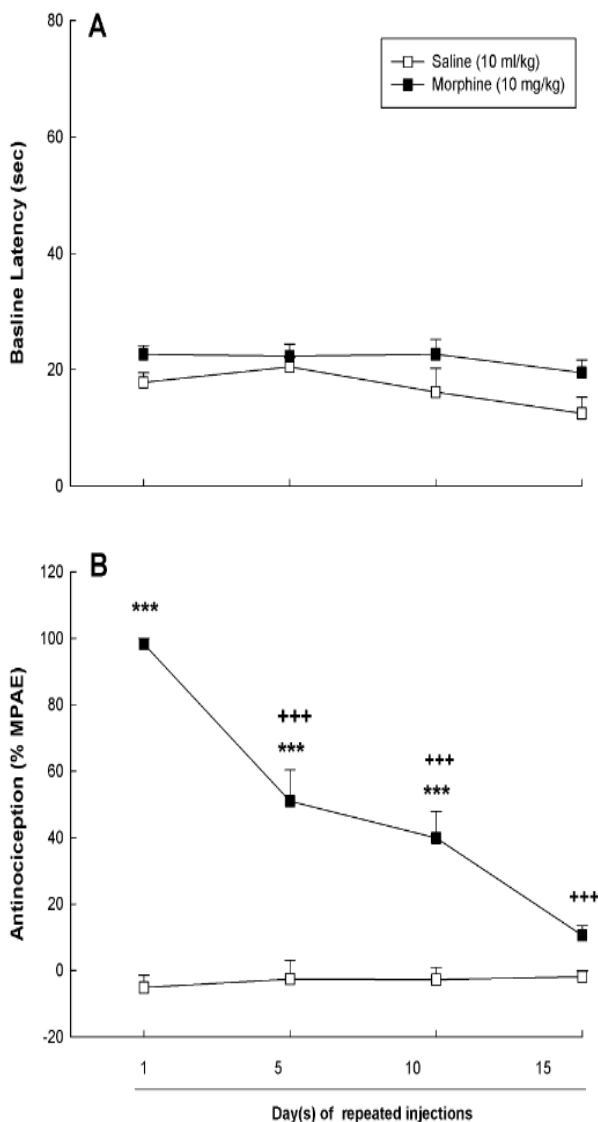 A
80
Saline (10 ml/kg)
Morphine (10 mg/kg)
60
40
20
0
Basline Latency (sec)
B
120
100
80
60
40
20
0
-20
Antinociception (% MPAE)
***
+++
***
+++
***
+++
1 5 10 15
Day(s) of repeated injections